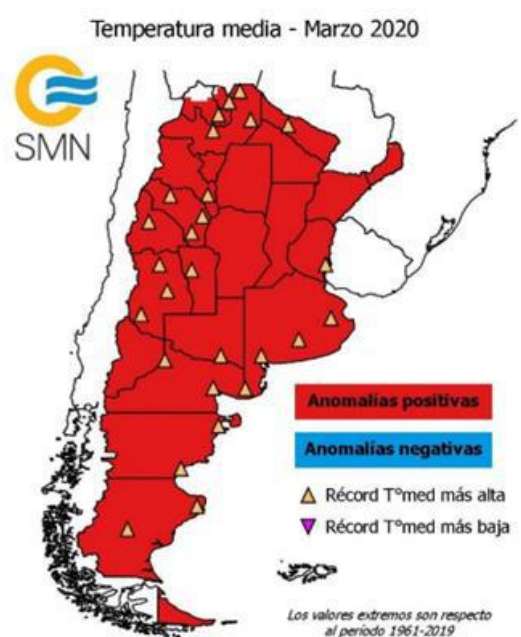 Temperatura media - Marzo 2020
SMN
Anomalías positivas
Anomalías negativas
Récord T°med más alta
Récord T°med más baja
Los valores extremos son respecto
al período 1961-2019